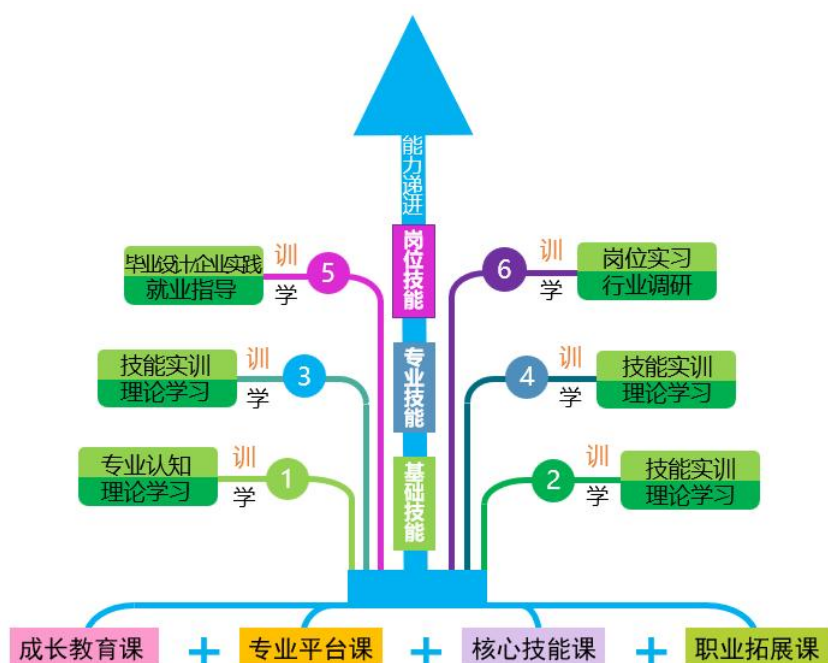 能力递进
岗位技能
毕业设计/企业实践
就业指导
训
学
5
6
训
学
岗位实习
行业调研
专业技能
技能实训
理论学习
训
学
3
4
训
学
技能实训
理论学习
基础技能
专业认知
理论学习
训
学
1
2
训
学
技能实训
理论学习
成长教育课 + 专业平台课 + 核心技能课 + 职业拓展课